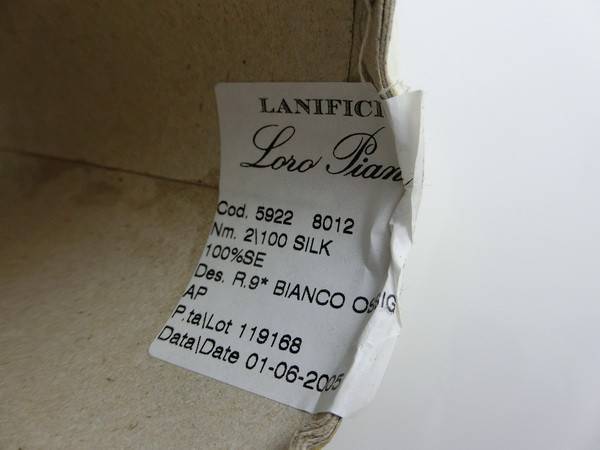 LANIFICI
Loro Pian
Cod. 5922 8012
Nm. 2\100 SILK
100%SE
Des. R.9* BIANCO OSSIG
AP
P.ta\Lot 119168
Data\Date 01-06-2005